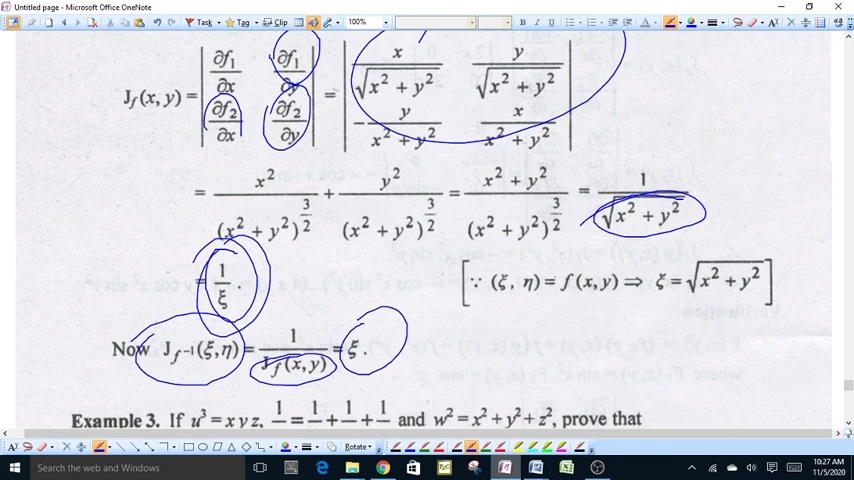 Untitled page - Microsoft Office OneNote
Task
Tag
Clip
100%
B I U
J_f (x, y) = | ∂f₁/∂x ∂f₁/∂y ; ∂f₂/∂x ∂f₂/∂y | = | x/√(x² + y²) y/√(x² + y²) ; − y/(x² + y²) x/(x² + y²) |
= x²/(x² + y²)^(3/2) + y²/(x² + y²)^(3/2) = (x² + y²)/(x² + y²)^(3/2) = 1/√(x² + y²)
= 1/ξ. [∵ (ξ, η) = f(x, y) ⇒ ξ = √(x² + y²)]
Now J_f⁻¹(ξ, η) = 1/J_f(x, y) = ξ.
Example 3. If u³ = x y z, 1/ = 1/ + 1/ + 1/ and w² = x² + y² + z², prove that
Rotate
Search the web and Windows
10:27 AM
11/5/2020